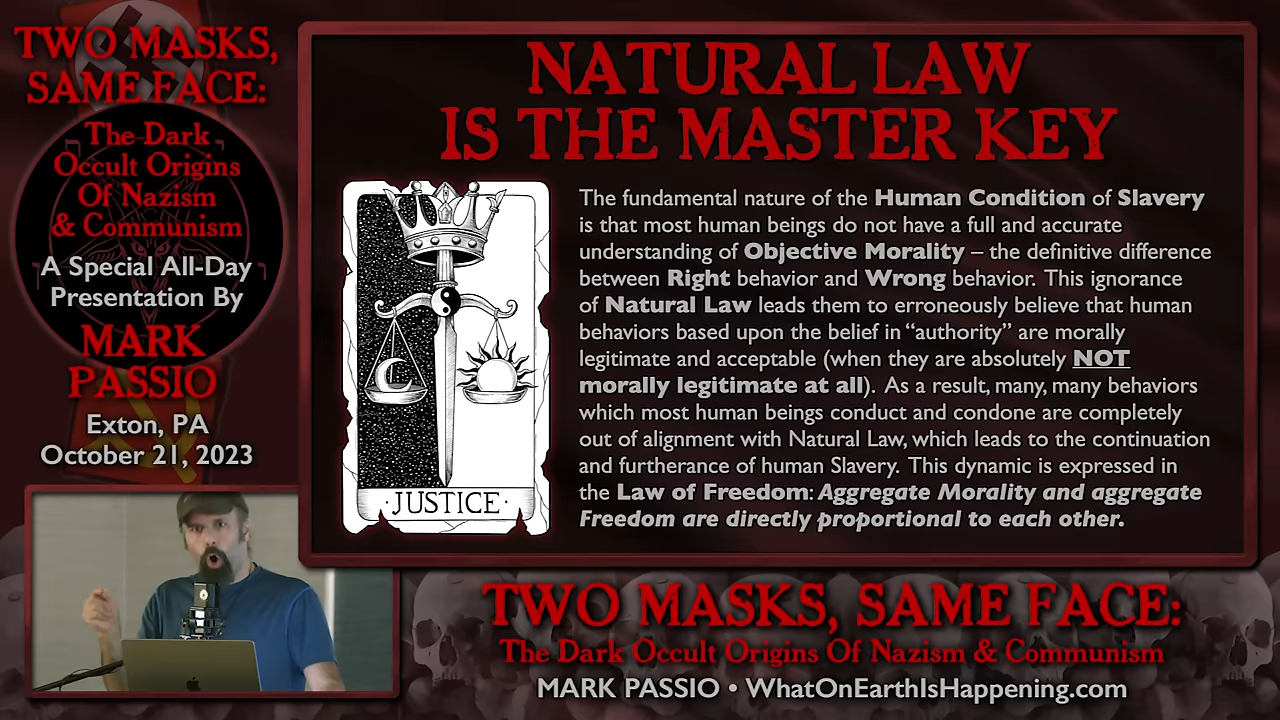 TWO MASKS,
SAME FACE:
The Dark
Occult Origins
Of Nazism
& Communism
A Special All-Day
Presentation By
MARK
PASSIO
Exton, PA
October 21, 2023
NATURAL LAW
IS THE MASTER KEY
The fundamental nature of the Human Condition of Slavery
is that most human beings do not have a full and accurate
understanding of Objective Morality – the definitive difference
between Right behavior and Wrong behavior. This ignorance
of Natural Law leads them to erroneously believe that human
behaviors based upon the belief in “authority” are morally
legitimate and acceptable (when they are absolutely NOT
morally legitimate at all). As a result, many, many behaviors
which most human beings conduct and condone are completely
out of alignment with Natural Law, which leads to the continuation
and furtherance of human Slavery. This dynamic is expressed in
the Law of Freedom: Aggregate Morality and aggregate
Freedom are directly proportional to each other.
·JUSTICE·
TWO MASKS, SAME FACE:
The Dark Occult Origins Of Nazism & Communism
MARK PASSIO • WhatOnEarthIsHappening.com